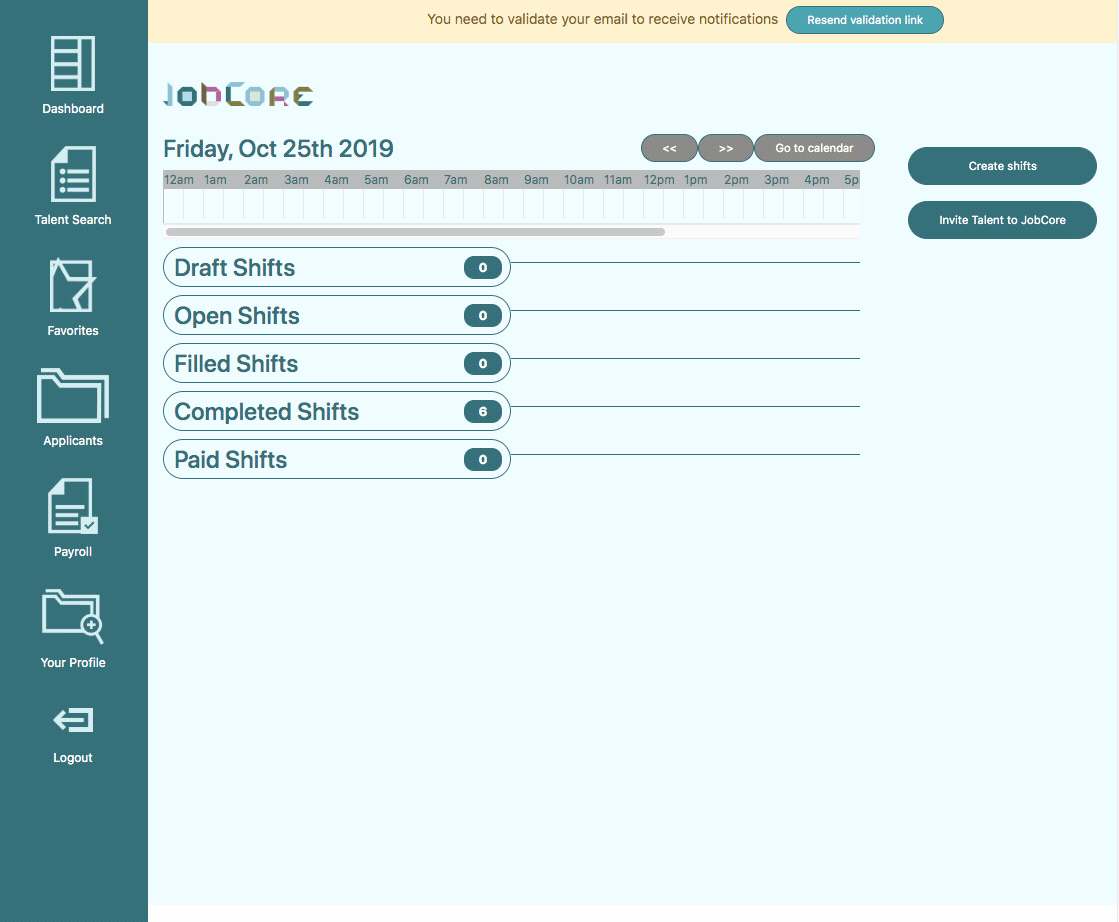 You need to validate your email to receive notifications Resend validation link
Dashboard
Talent Search
Favorites
Applicants
Payroll
Your Profile
Logout
JobCore
Friday, Oct 25th 2019 << >> Go to calendar
12am 1am 2am 3am 4am 5am 6am 7am 8am 9am 10am 11am 12pm 1pm 2pm 3pm 4pm 5p
Draft Shifts 0
Open Shifts 0
Filled Shifts 0
Completed Shifts 6
Paid Shifts 0
Create shifts
Invite Talent to JobCore